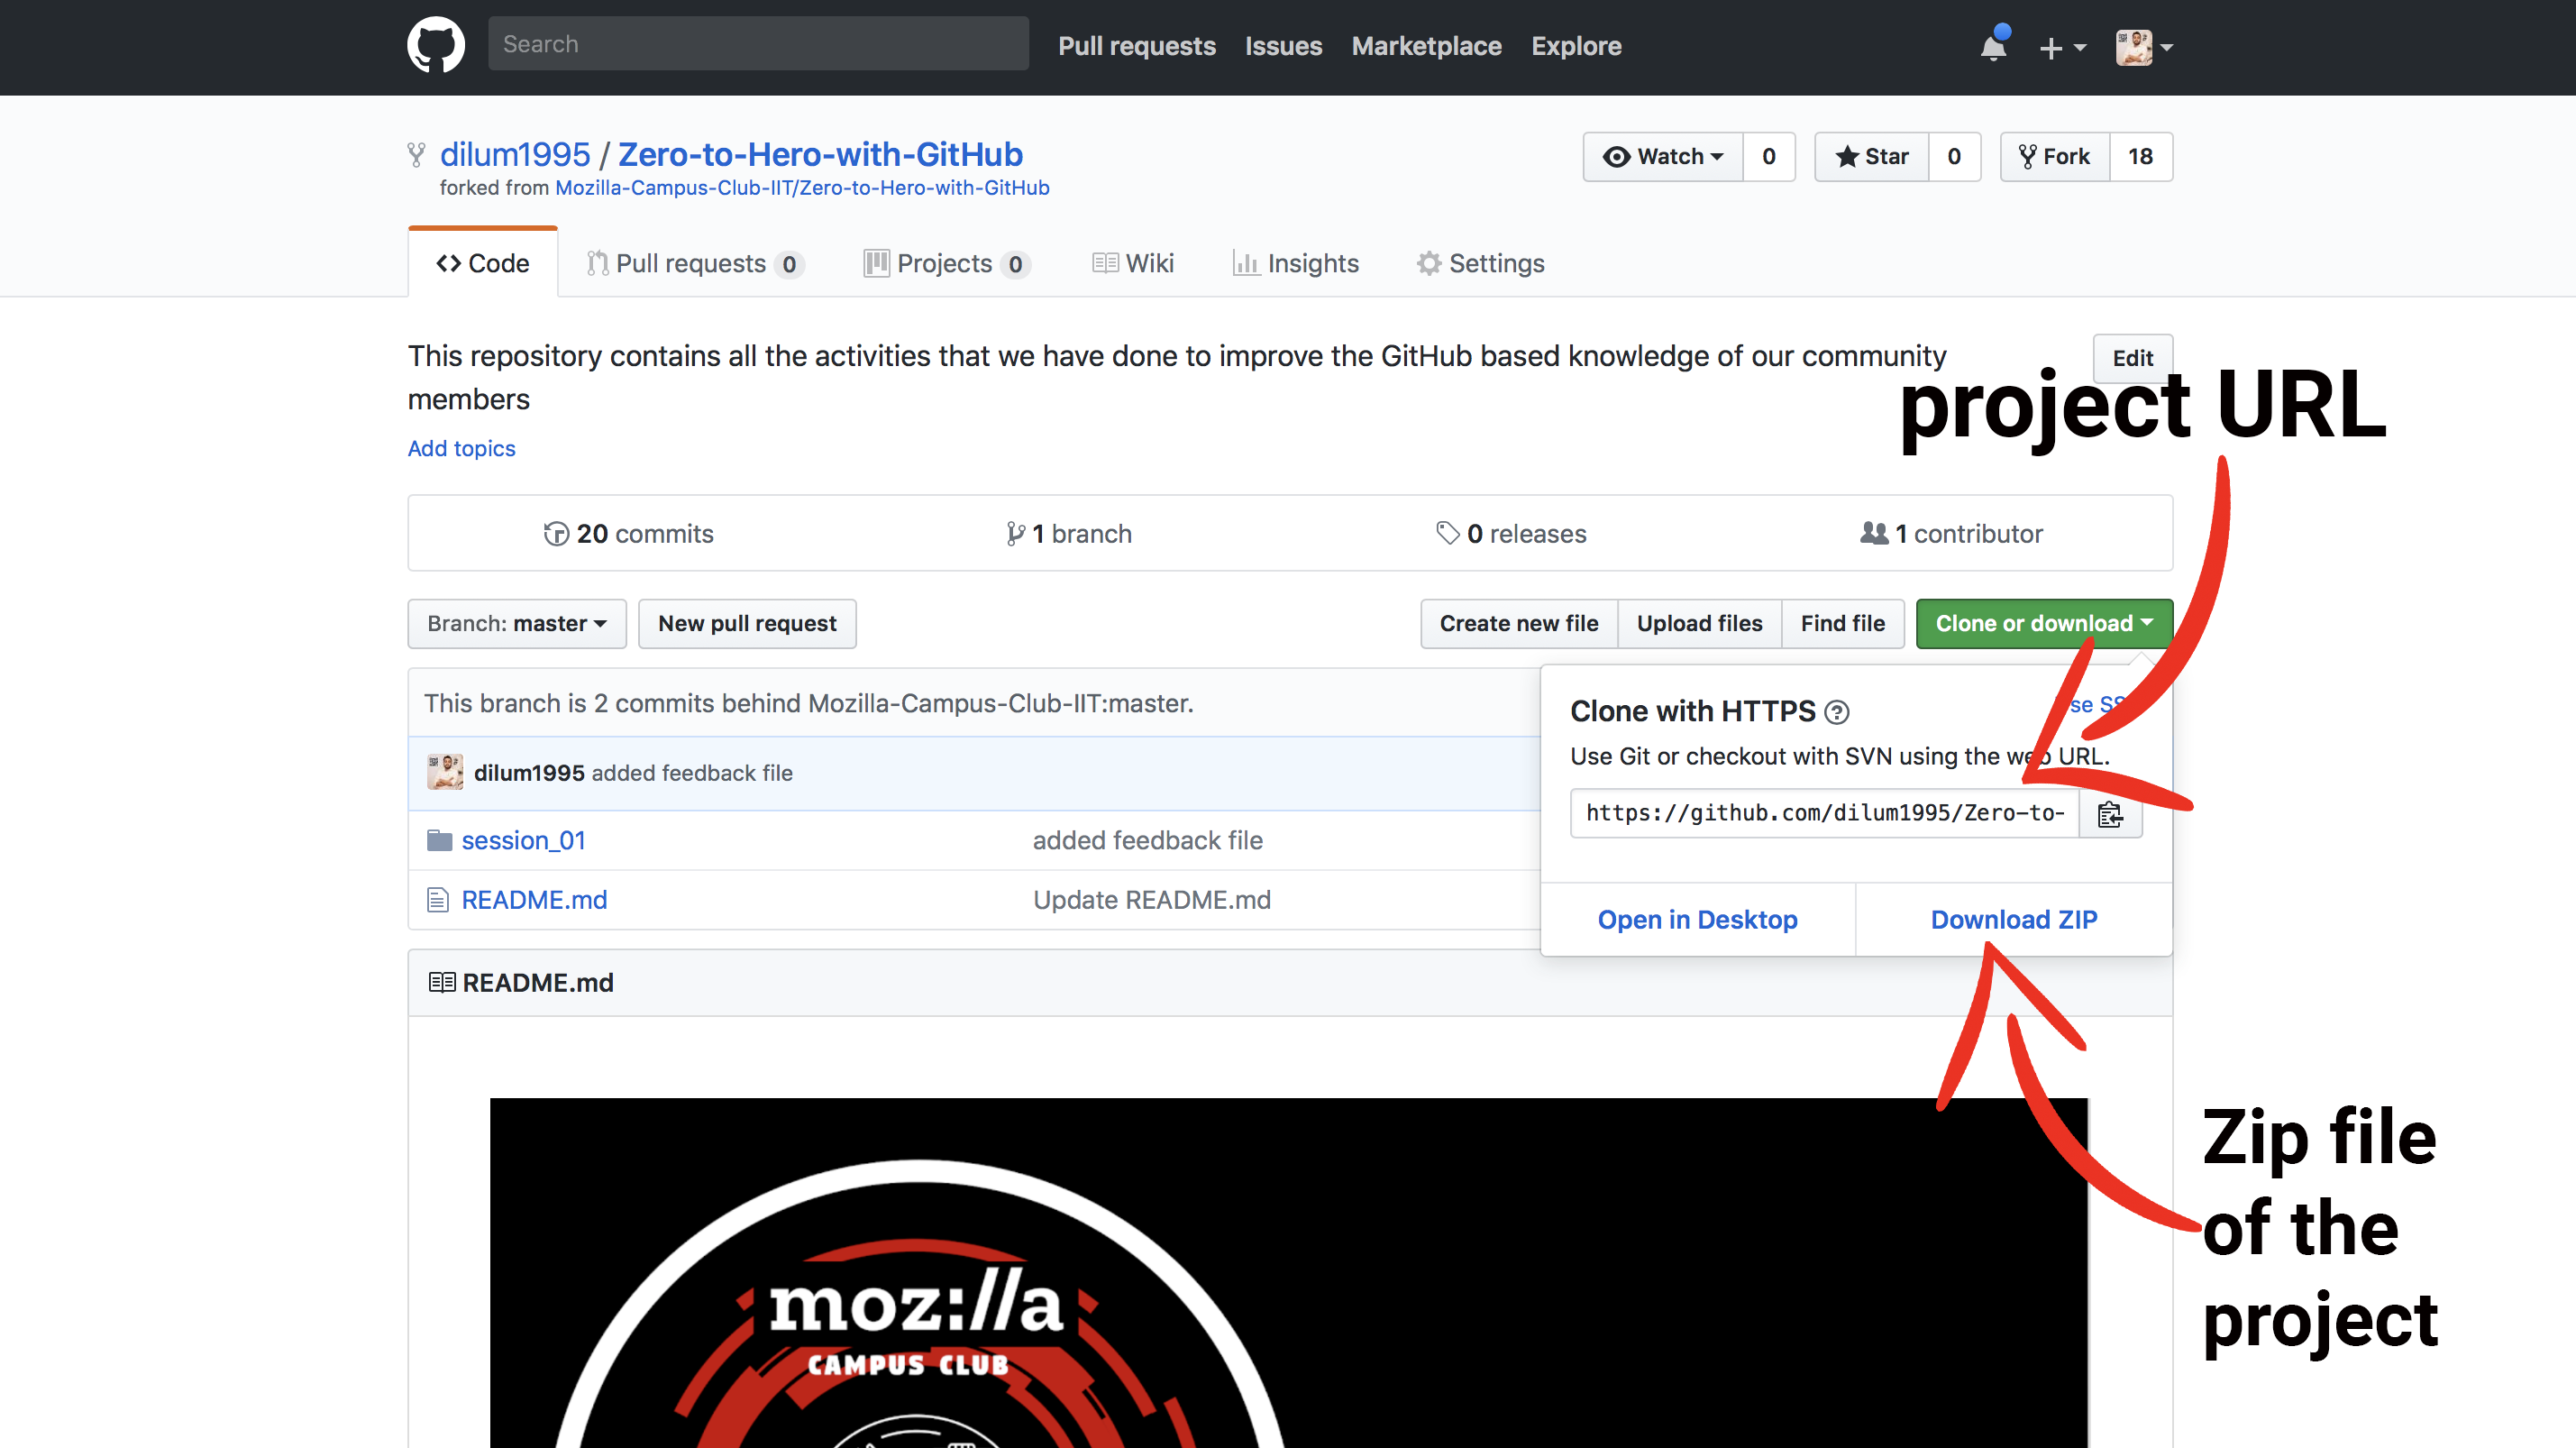 Search Pull requests Issues Marketplace Explore
dilum1995 / Zero-to-Hero-with-GitHub
Watch 0 Star 0 Fork 18
forked from Mozilla-Campus-Club-IIT/Zero-to-Hero-with-GitHub
Code Pull requests 0 Projects 0 Wiki Insights Settings
This repository contains all the activities that we have done to improve the GitHub based knowledge of our community
members
Edit
project URL
Add topics
20 commits 1 branch 0 releases 1 contributor
Branch: master New pull request Create new file Upload files Find file Clone or download
This branch is 2 commits behind Mozilla-Campus-Club-IIT:master.
Clone with HTTPS
Use Git or checkout with SVN using the web URL.
dilum1995 added feedback file
https://github.com/dilum1995/Zero-to-
session_01 added feedback file
README.md Update README.md
Open in Desktop Download ZIP
README.md
Zip file
of the
project
moz://a
CAMPUS CLUB